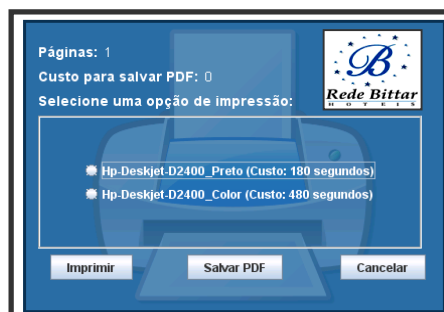 Páginas: 1
Custo para salvar PDF: 0
Selecione uma opção de impressão:
B
Rede Bittar
HOTEIS
Hp-Deskjet-D2400_Preto (Custo: 180 segundos)
Hp-Deskjet-D2400_Color (Custo: 480 segundos)
Imprimir
Salvar PDF
Cancelar